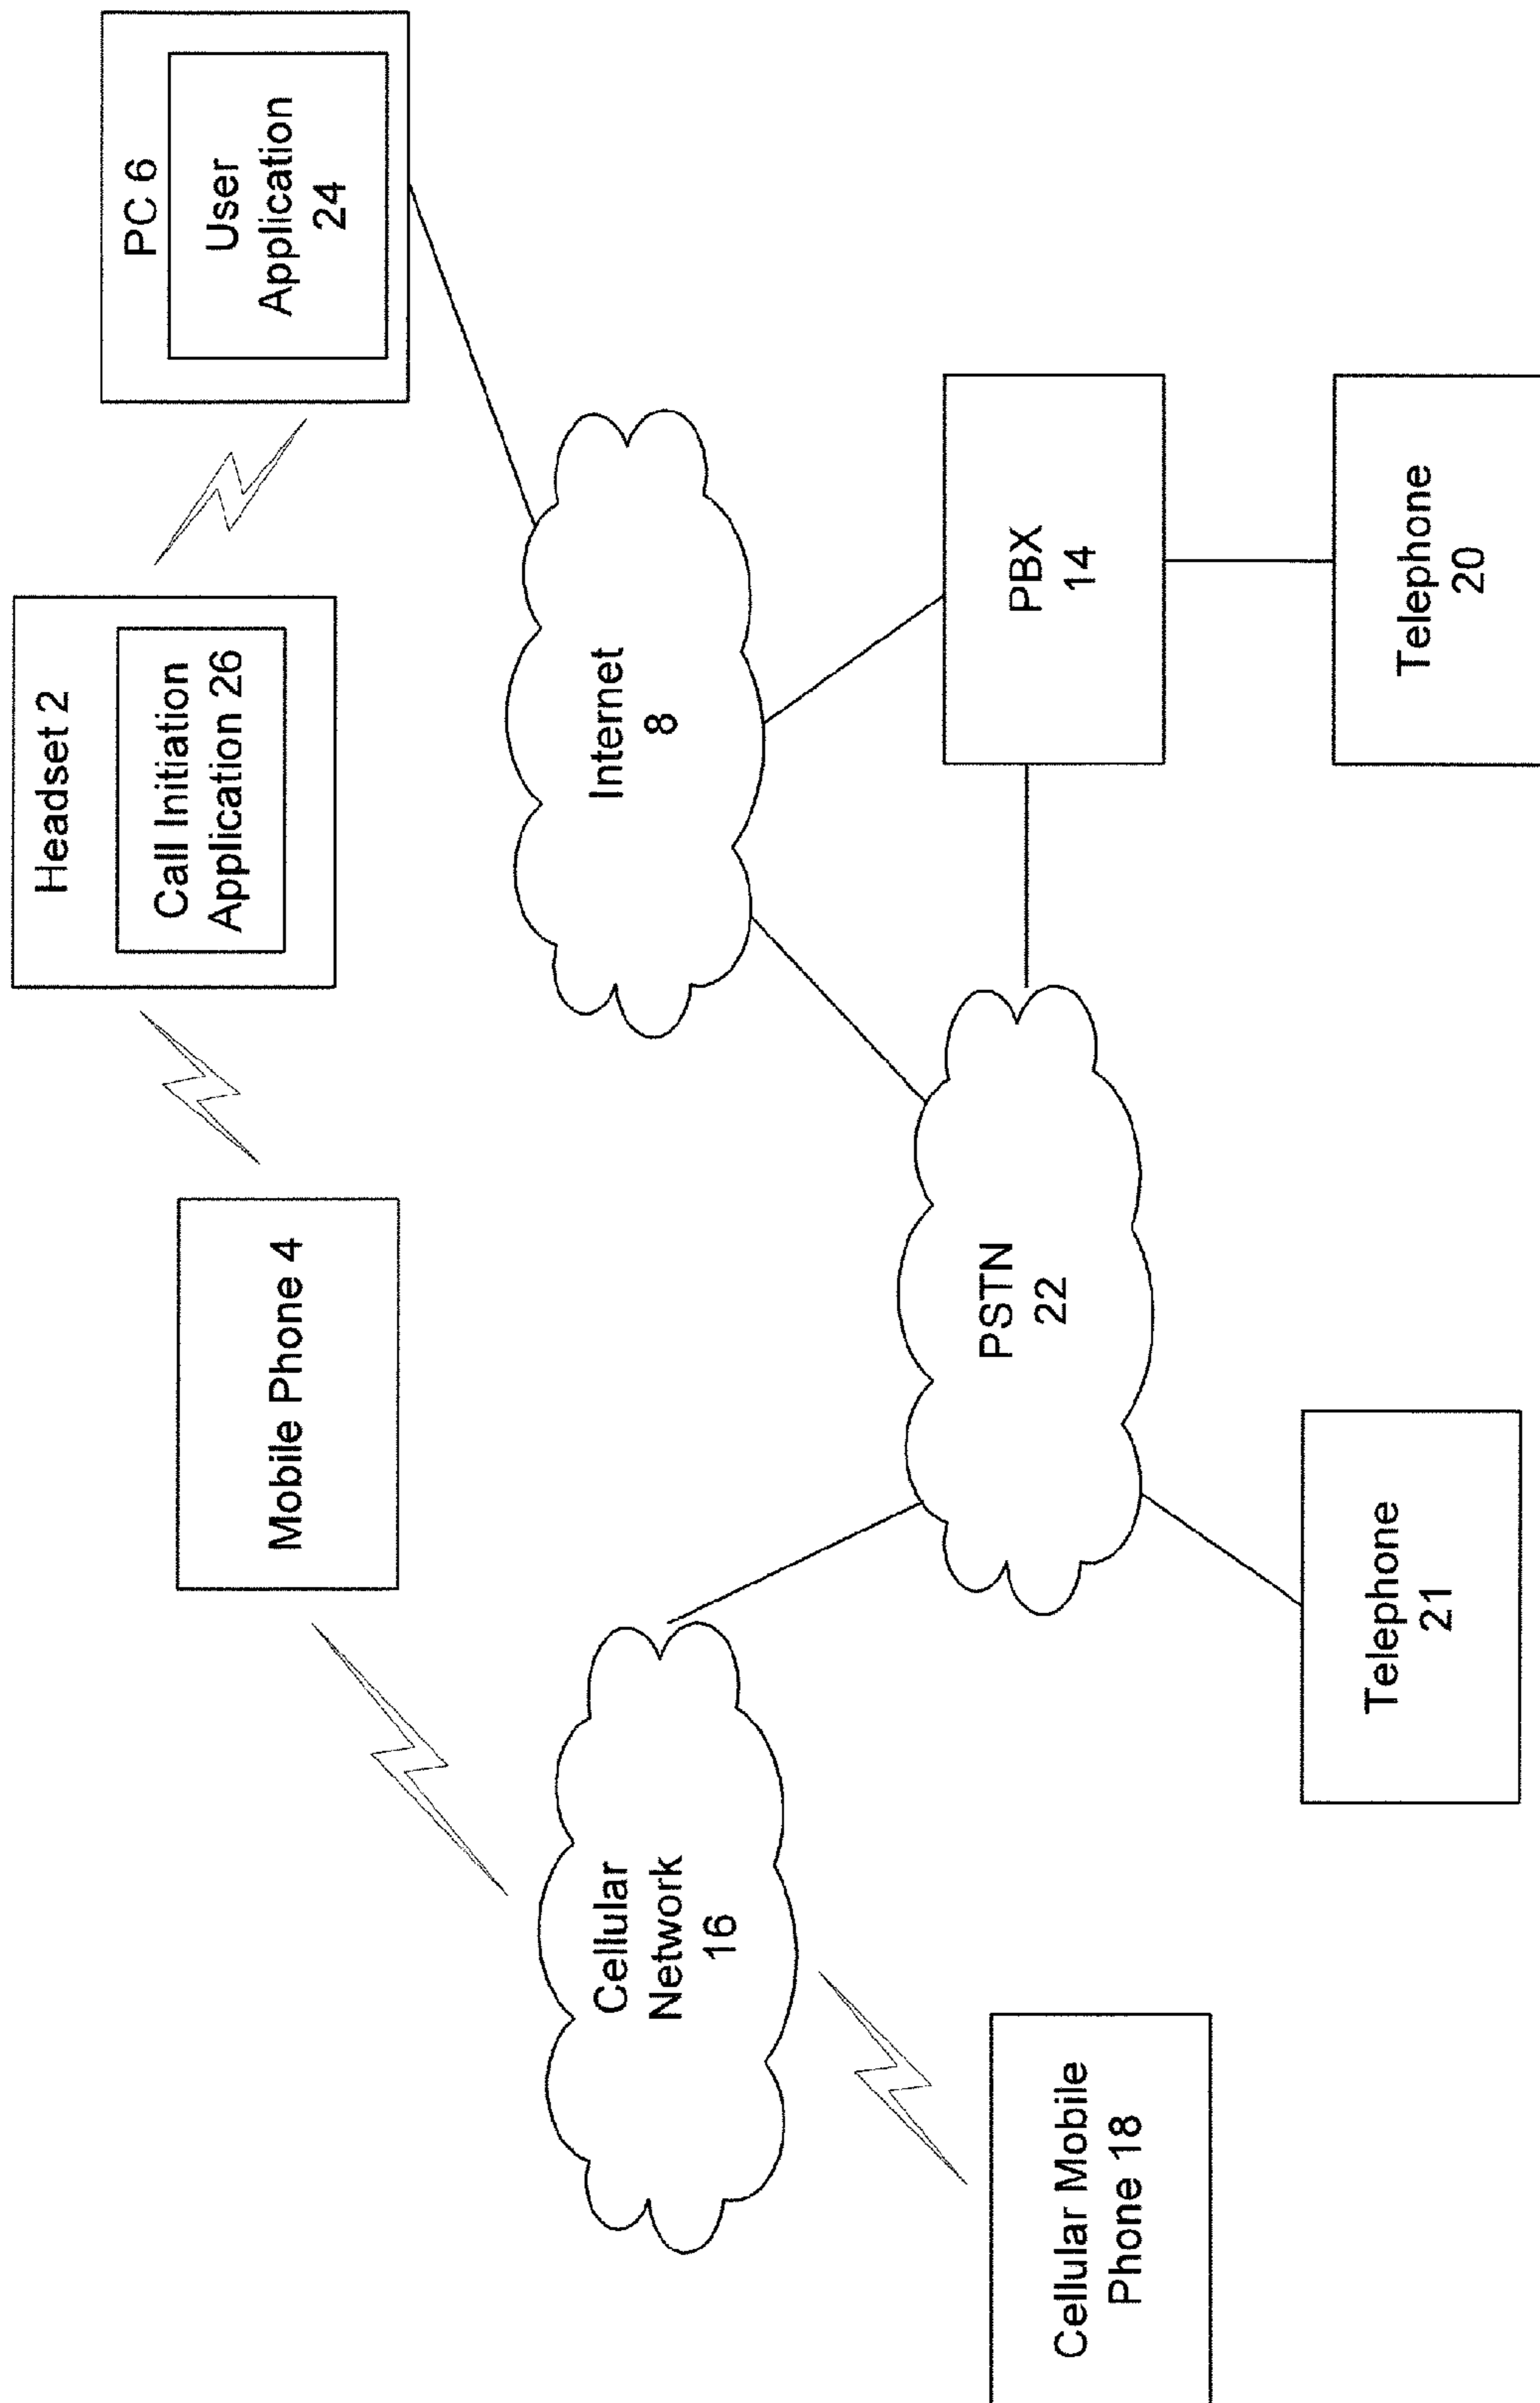 Headset 2
Call Initiation
Application 26
PC 6
User
Application
24
Mobile Phone 4
Internet
8
Cellular
Network
16
PSTN
22
PBX
14
Cellular Mobile
Phone 18
Telephone
21
Telephone
20